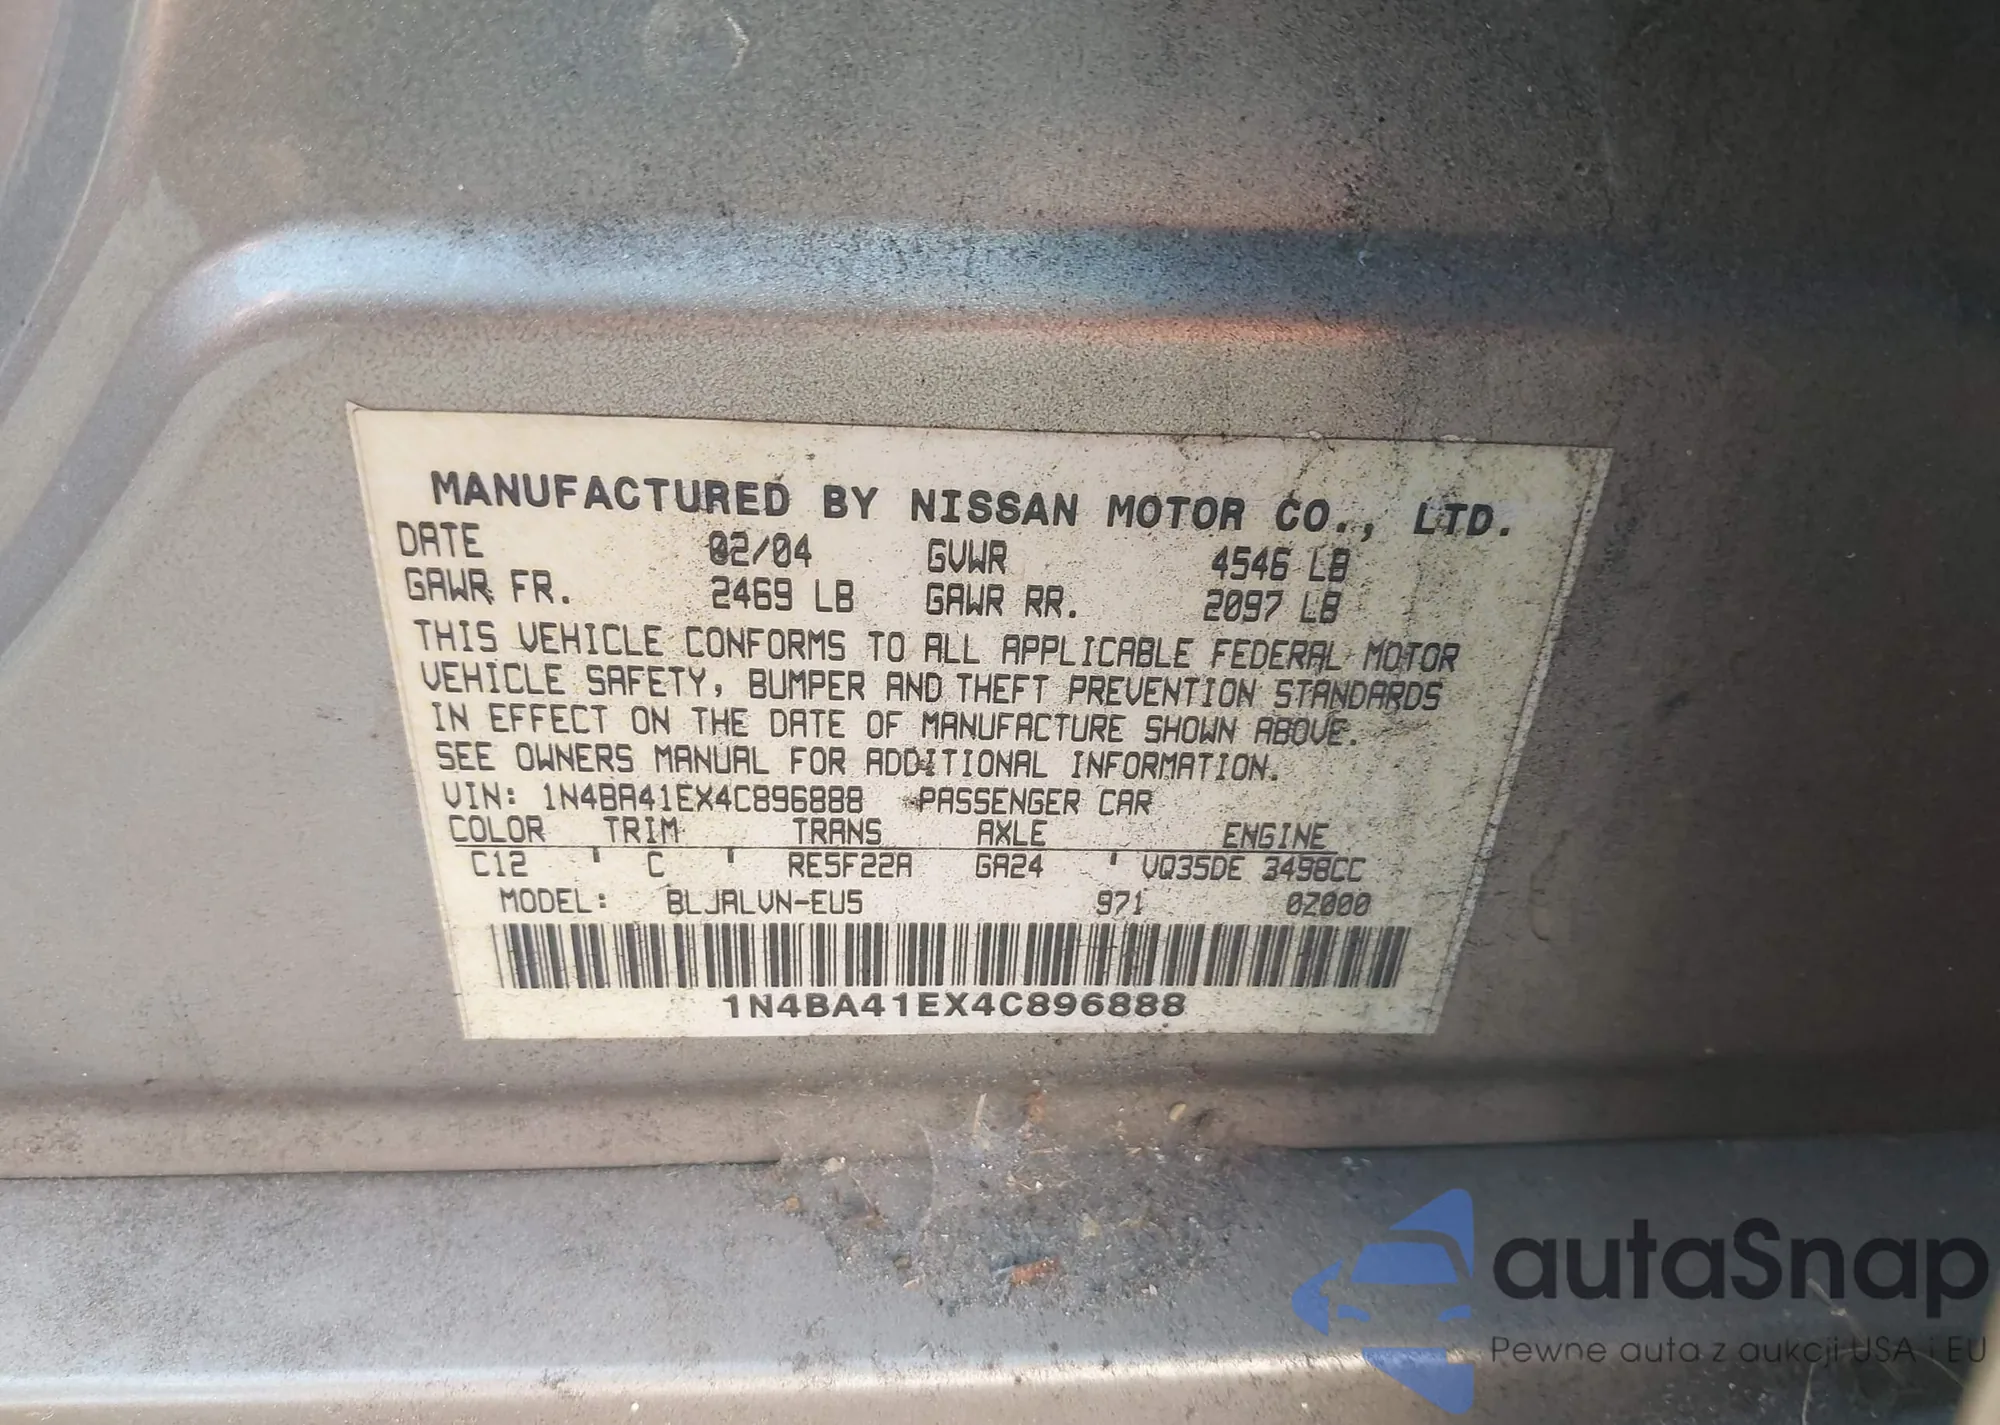 MANUFACTURED BY NISSAN MOTOR CO., LTD.
DATE 02/04 GVWR 4546 LB
GAWR FR. 2469 LB GAWR RR. 2097 LB
THIS VEHICLE CONFORMS TO ALL APPLICABLE FEDERAL MOTOR
VEHICLE SAFETY, BUMPER AND THEFT PREVENTION STANDARDS
IN EFFECT ON THE DATE OF MANUFACTURE SHOWN ABOVE.
SEE OWNERS MANUAL FOR ADDITIONAL INFORMATION.
VIN: 1N4BA41EX4C896888 PASSENGER CAR
COLOR TRIM TRANS AXLE ENGINE
C12 ' C ' RE5F22A GA24 ' VQ35DE 3498CC
MODEL: BLJALVN-EU5 971 0Z000
1N4BA41EX4C896888
autaSnap
Pewne auta z aukcji USA i EU